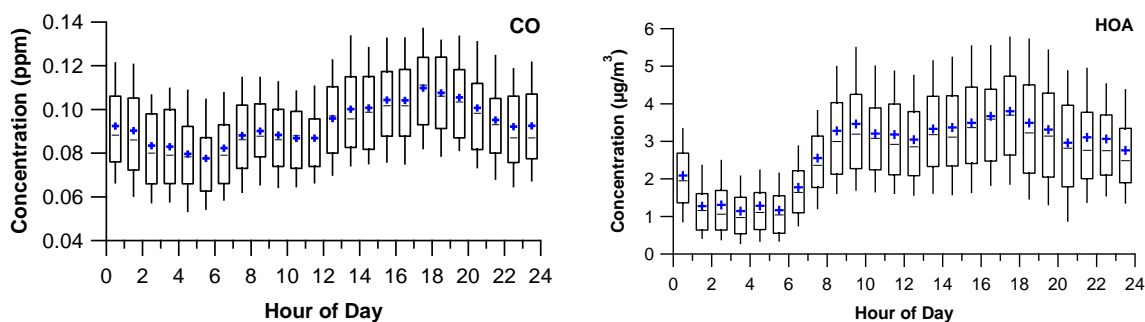 CO
Concentration (ppm)
0.14
0.12
0.10
0.08
0.06
0.04
0 2 4 6 8 10 12 14 16 18 20 22 24
Hour of Day
HOA
Concentration (µg/m³)
6
5
4
3
2
1
0
0 2 4 6 8 10 12 14 16 18 20 22 24
Hour of Day